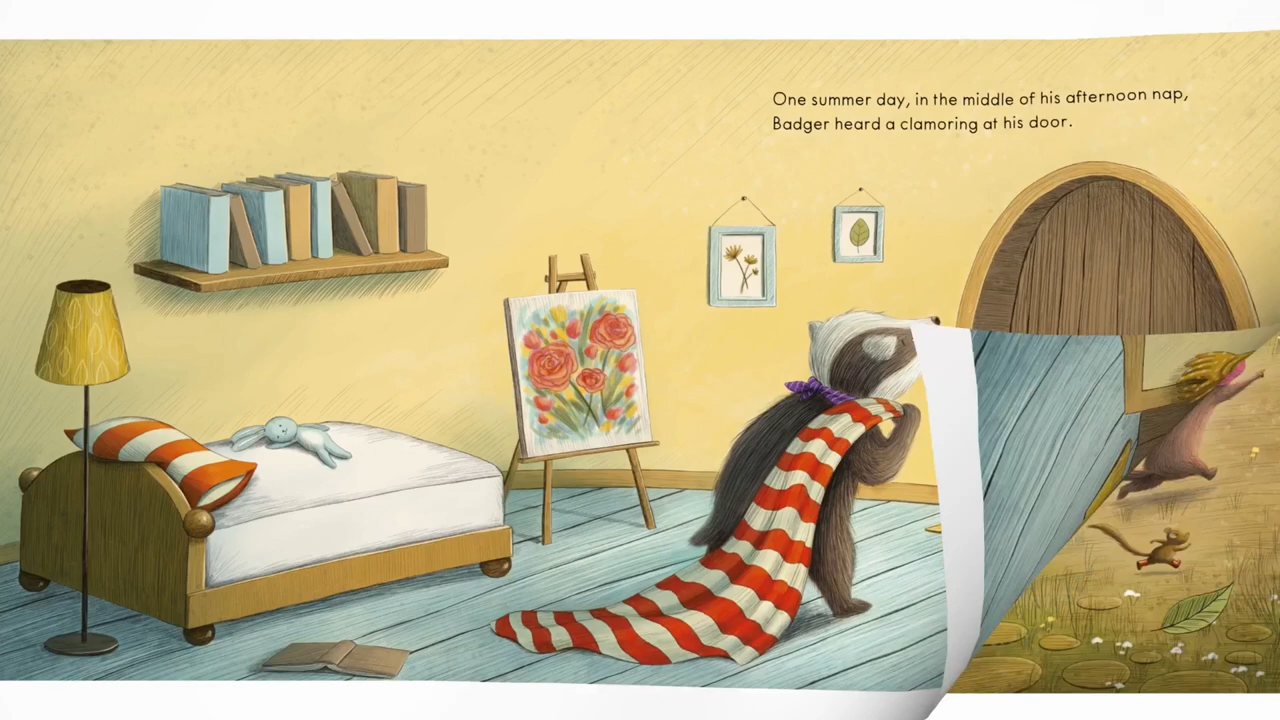 One summer day, in the middle of his afternoon nap,
Badger heard a clamoring at his door.